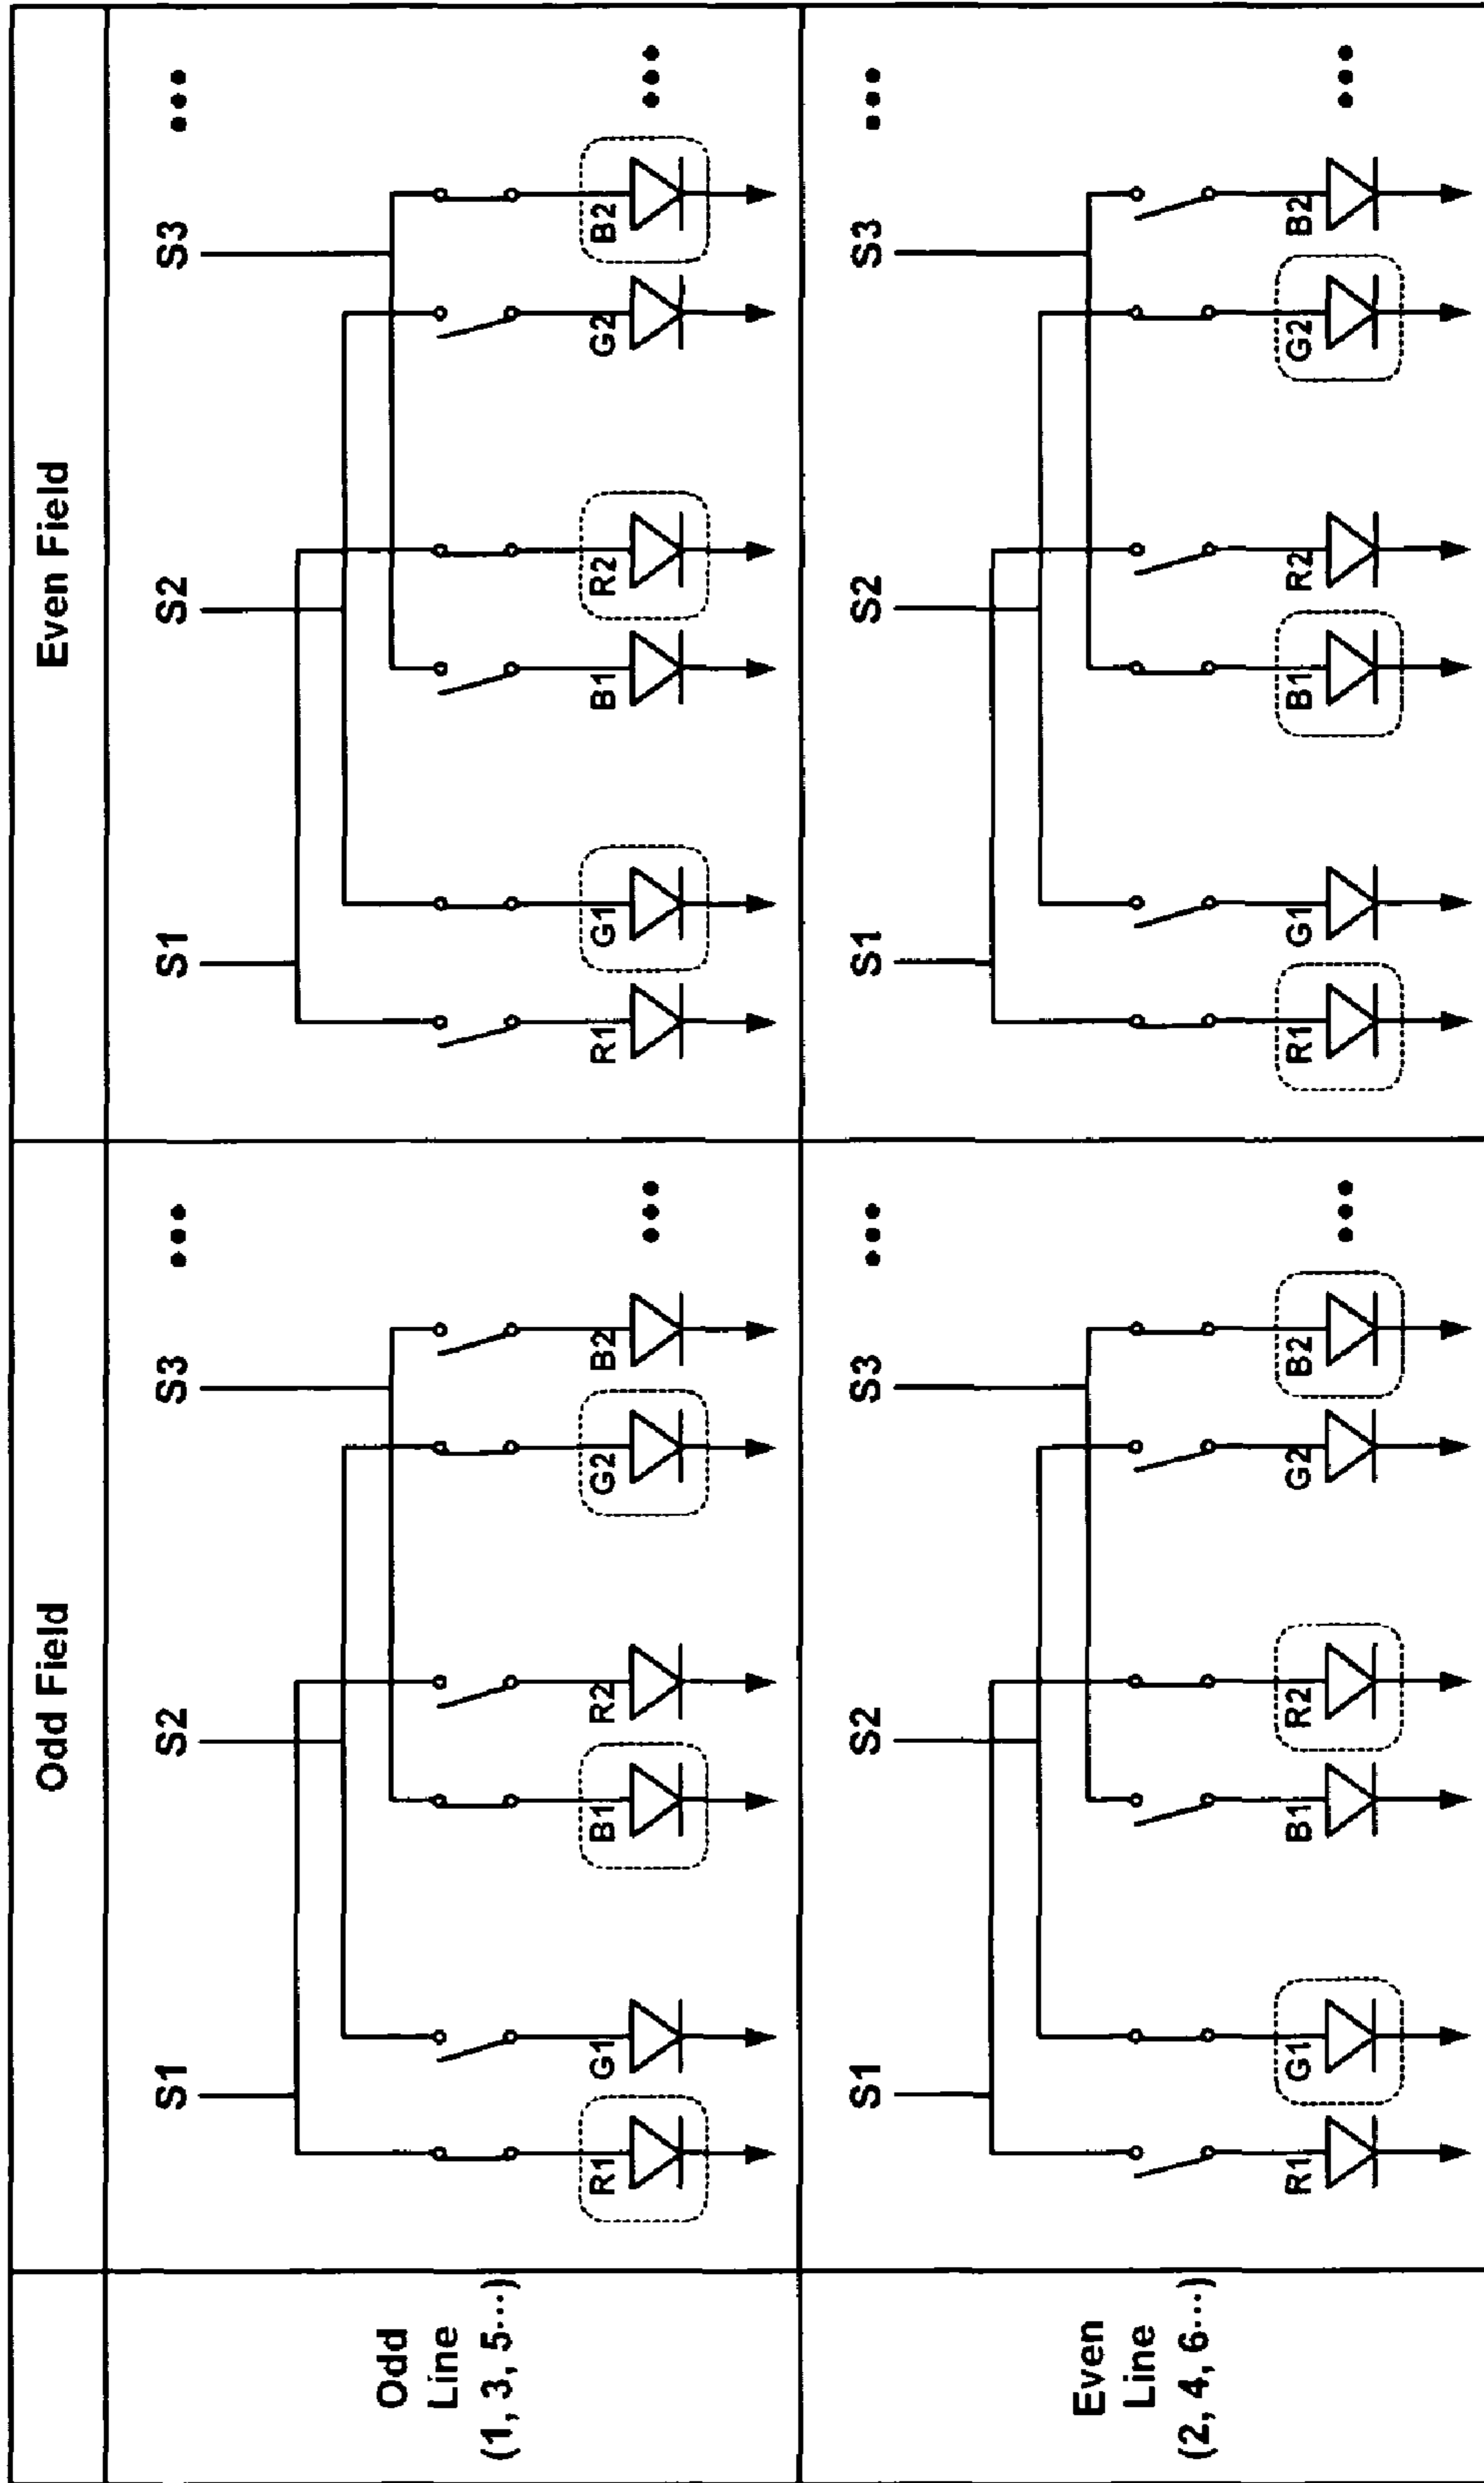 Odd Field
Even Field
Odd
Line
(1, 3, 5···)
S1 S2 S3 •••
R1 G1 B1 R2 G2 B2 •••
S1 S2 S3 •••
R1 G1 B1 R2 G2 B2 •••
Even
Line
(2, 4, 6···)
S1 S2 S3 •••
R1 G1 B1 R2 G2 B2 •••
S1 S2 S3 •••
R1 G1 B1 R2 G2 B2 •••